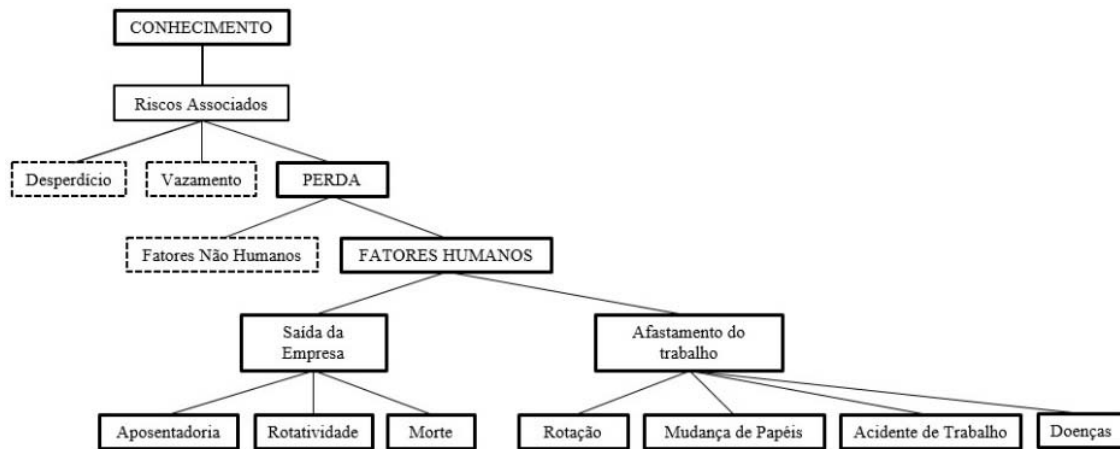 CONHECIMENTO
Riscos Associados
Desperdício
Vazamento
PERDA
Fatores Não Humanos
FATORES HUMANOS
Saída da
Empresa
Afastamento do
trabalho
Aposentadoria
Rotatividade
Morte
Rotação
Mudança de Papéis
Acidente de Trabalho
Doenças